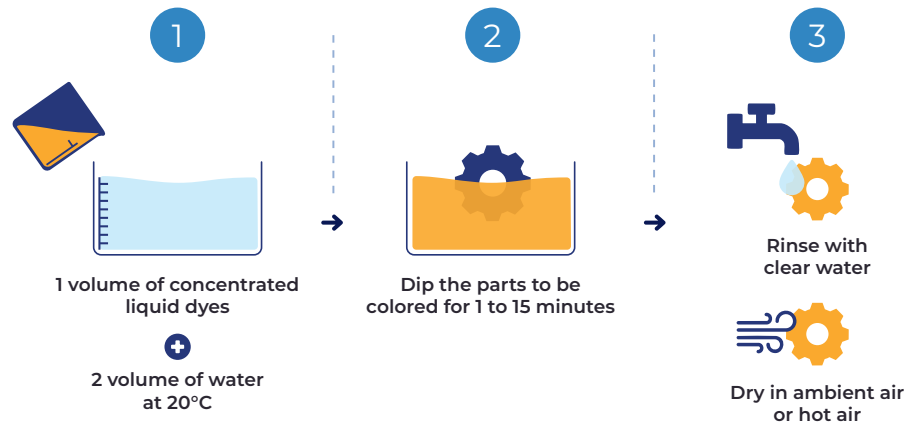 1
1 volume of concentrated
liquid dyes
+
2 volume of water
at 20°C
2
Dip the parts to be
colored for 1 to 15 minutes
3
Rinse with
clear water
Dry in ambient air
or hot air